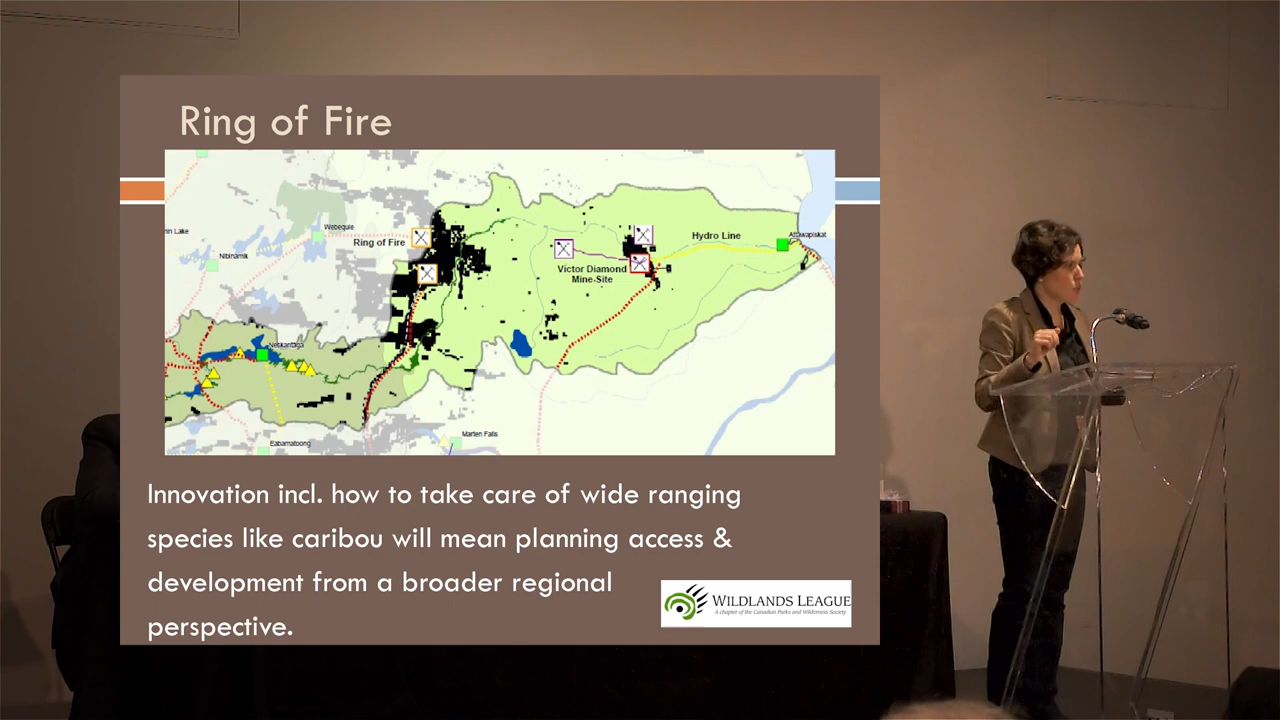 Ring of Fire
Webequie
Nibinamik
Ring of Fire
Hydro Line
Attawapiskat
Victor Diamond
Mine-Site
Neskantaga
Eabamatoong
Marten Falls
Innovation incl. how to take care of wide ranging
species like caribou will mean planning access &
development from a broader regional
perspective.
WILDLANDS LEAGUE
A chapter of the Canadian Parks and Wilderness Society